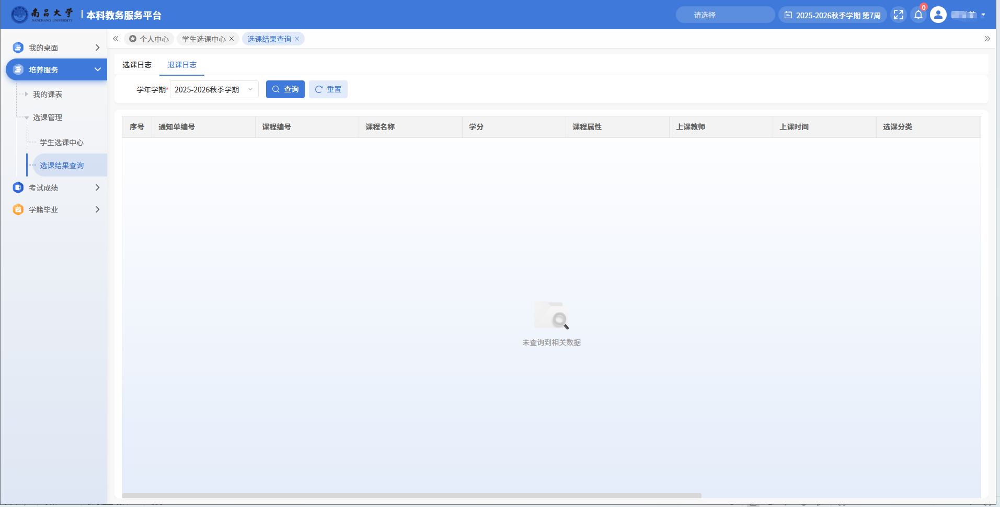 南昌大学
NANCHANG UNIVERSITY
本科教务服务平台
请选择
2025-2026秋季学期 第7周
0
我的桌面
培养服务
我的课表
选课管理
学生选课中心
选课结果查询
考试成绩
学籍毕业
个人中心
学生选课中心
选课结果查询
选课日志
退课日志
学年学期* 2025-2026秋季学期
查询
重置
序号 通知单编号 课程编号 课程名称 学分 课程属性 上课教师 上课时间 选课分类
未查询到相关数据